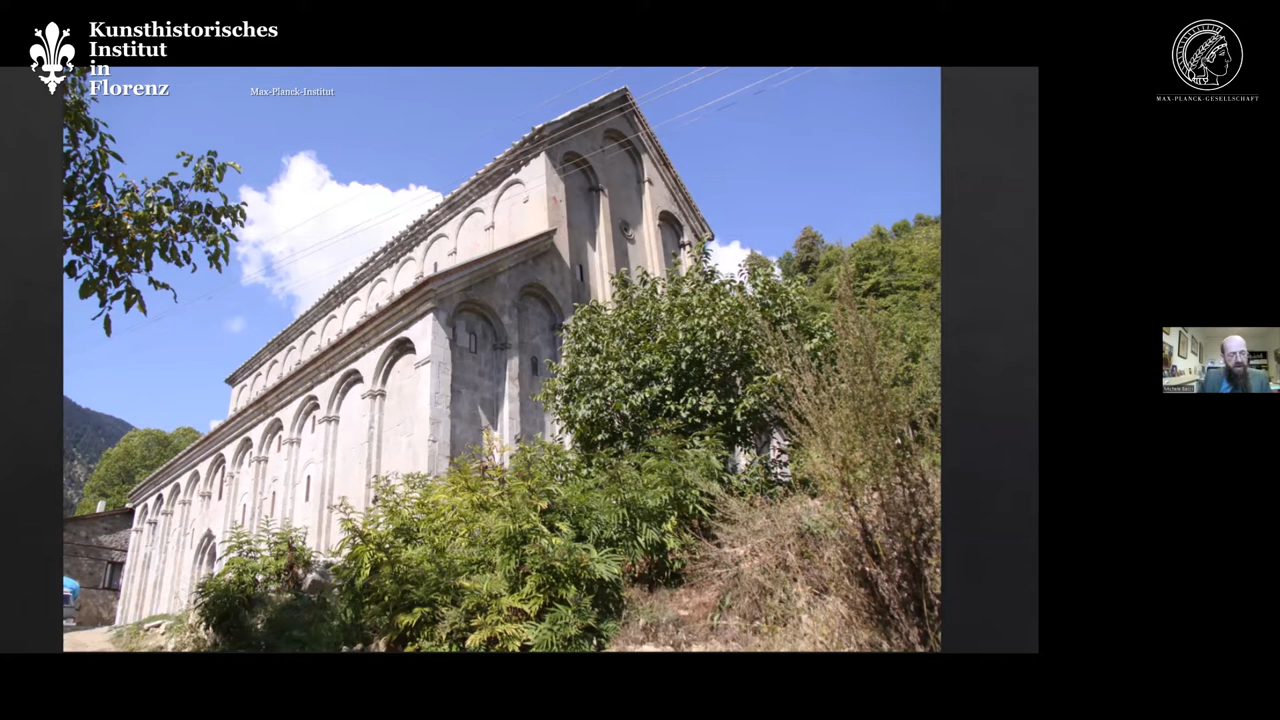 Kunsthistorisches
Institut
in
Florenz
Max-Planck-Institut
MAX-PLANCK-GESELLSCHAFT